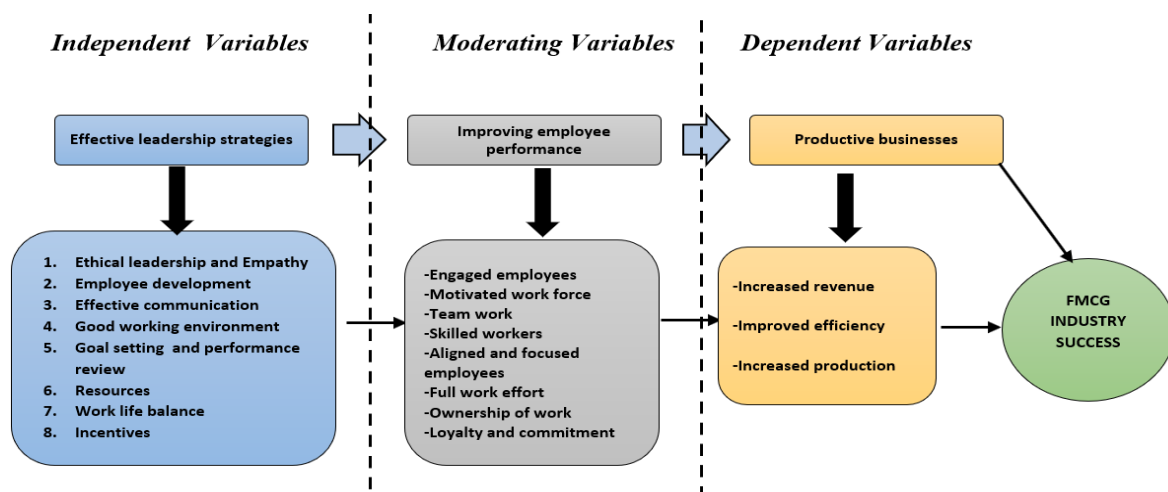 Independent Variables
Moderating Variables
Dependent Variables
Effective leadership strategies
Improving employee
performance
Productive businesses
1. Ethical leadership and Empathy
2. Employee development
3. Effective communication
4. Good working environment
5. Goal setting and performance
review
6. Resources
7. Work life balance
8. Incentives
-Engaged employees
-Motivated work force
-Team work
-Skilled workers
-Aligned and focused
employees
-Full work effort
-Ownership of work
-Loyalty and commitment
-Increased revenue
-Improved efficiency
-Increased production
FMCG
INDUSTRY
SUCCESS